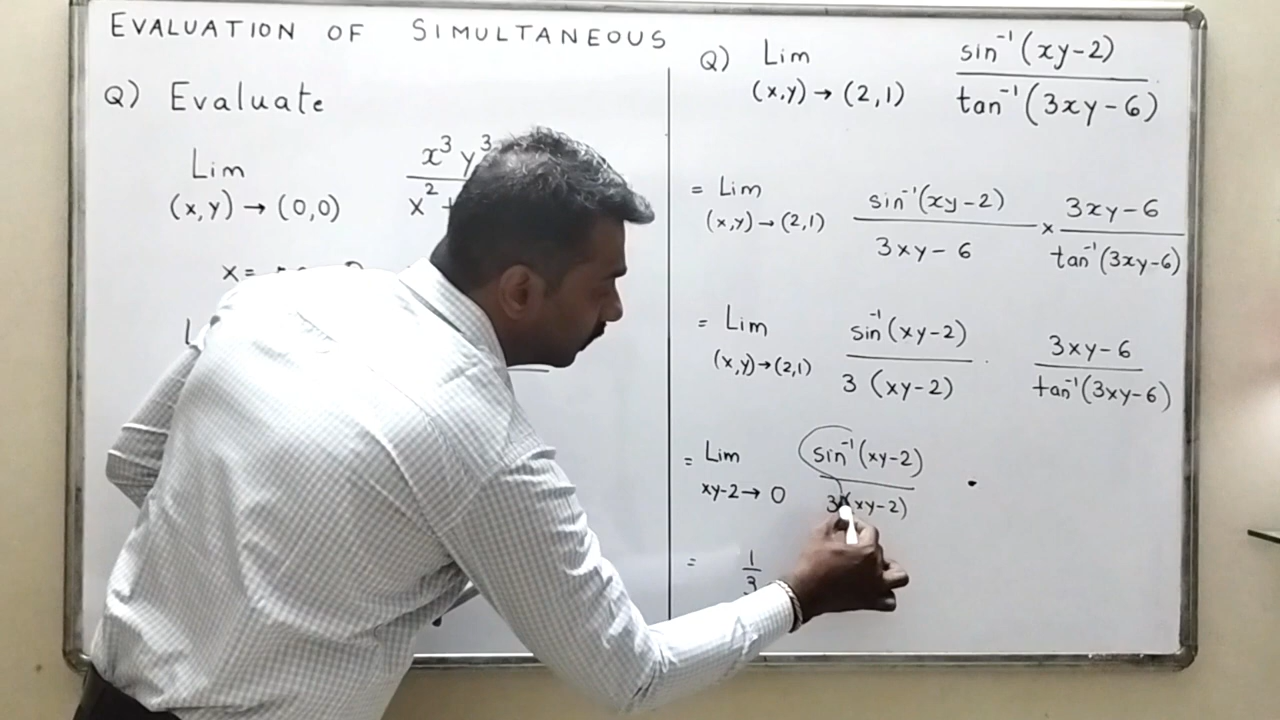 EVALUATION OF SIMULTANEOUS
Q) Evaluate
Lim x³y³
(x,y) → (0,0) x²+
x =
L
Q) Lim sin⁻¹(xy-2)
(x,y) → (2,1) tan⁻¹(3xy-6)
= Lim sin⁻¹(xy-2) × 3xy-6
(x,y) → (2,1) 3xy-6 tan⁻¹(3xy-6)
= Lim sin⁻¹(xy-2) . 3xy-6
(x,y)→(2,1) 3 (xy-2) tan⁻¹(3xy-6)
= Lim sin⁻¹(xy-2) .
xy-2→ 0 3 (xy-2)
= 1
3